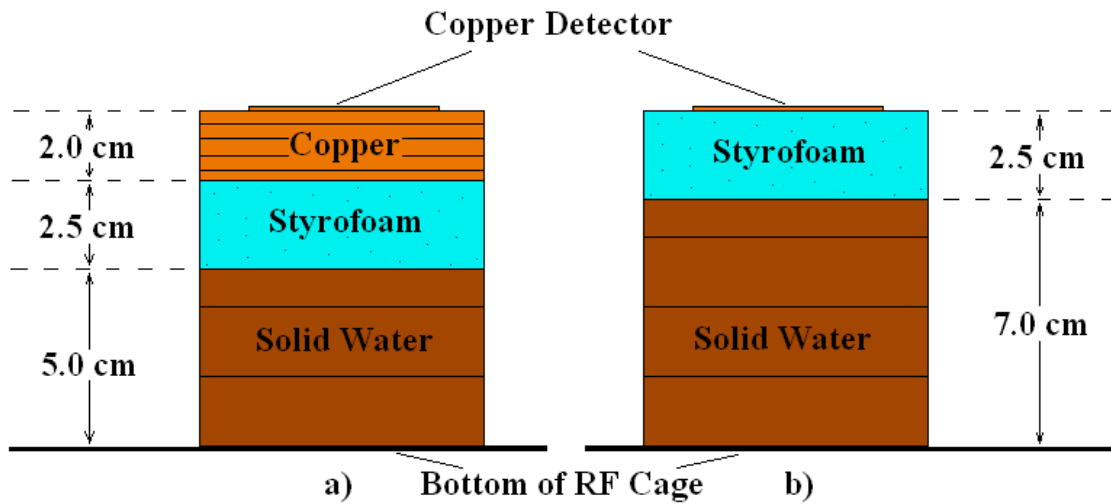 Copper Detector
2.0 cm
Copper
Styrofoam
2.5 cm
2.5 cm
Styrofoam
Solid Water
5.0 cm
Solid Water
7.0 cm
a)
Bottom of RF Cage
b)